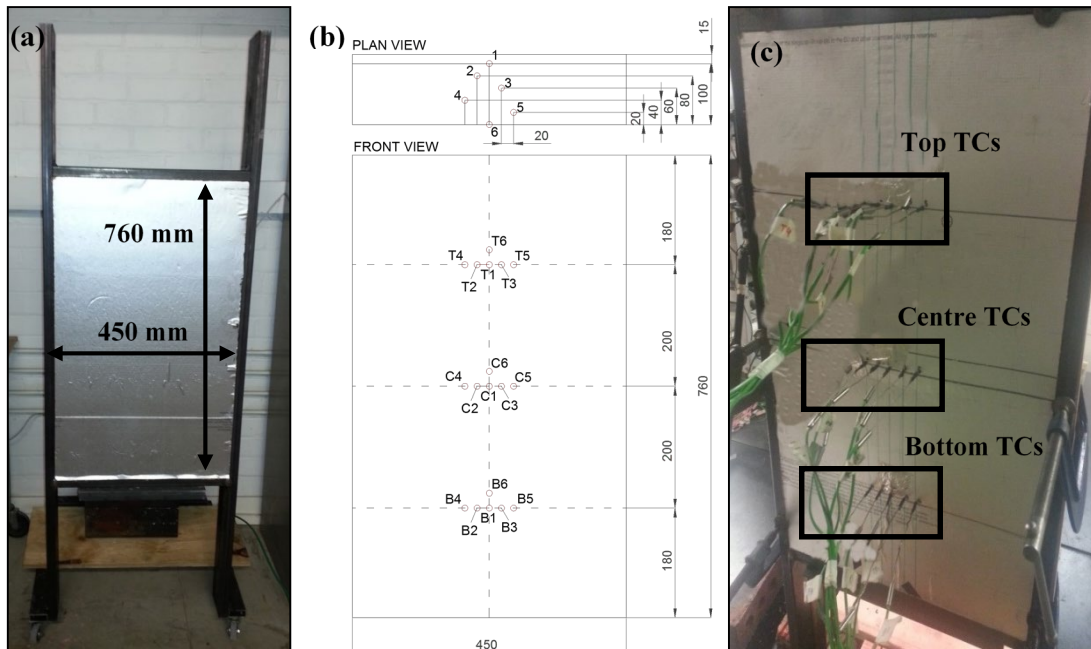 (a)
760 mm
450 mm
(b)
PLAN VIEW
1
2
3
4
5
6
20
20
40
60
80
100
15
FRONT VIEW
T6
T4
T5
T2
T1
T3
C6
C4
C5
C2
C1
C3
B6
B4
B5
B2
B1
B3
180
200
200
180
760
450
(c)
Top TCs
Centre TCs
Bottom TCs